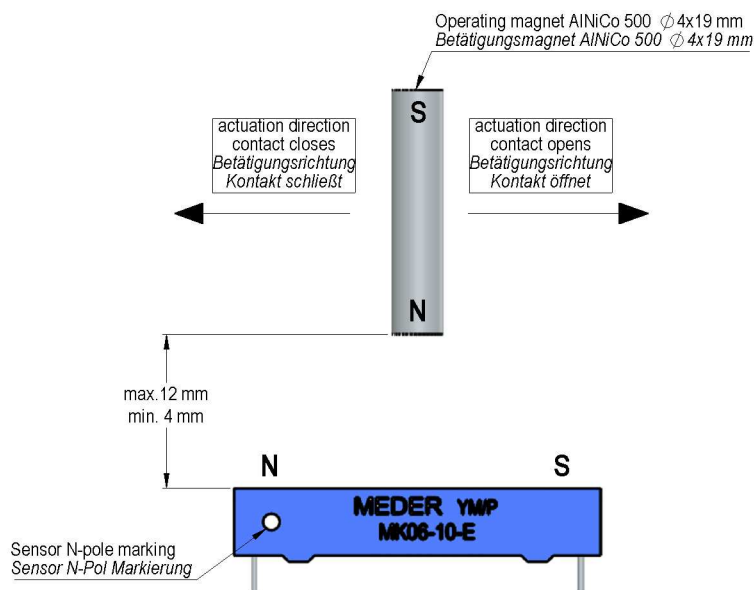 Operating magnet AlNiCo 500 ∅ 4x19 mm
Betätigungsmagnet AlNiCo 500 ∅ 4x19 mm
S
actuation direction
contact closes
Betätigungsrichtung
Kontakt schließt
actuation direction
contact opens
Betätigungsrichtung
Kontakt öffnet
N
max.12 mm
min. 4 mm
N
S
MEDER YM/P
MK06-10-E
Sensor N-pole marking
Sensor N-Pol Markierung